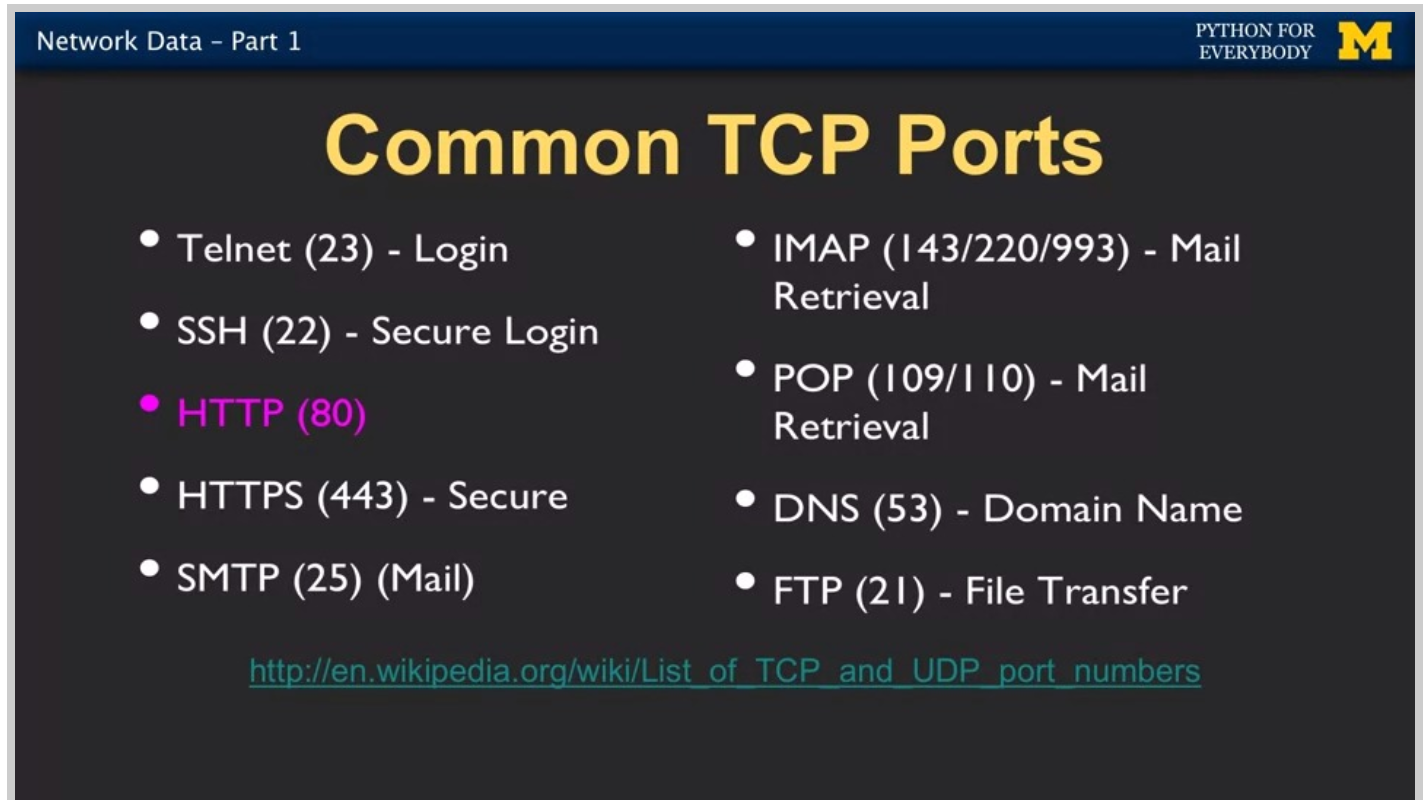 Network Data – Part 1
PYTHON FOR
EVERYBODY
M
Common TCP Ports
• Telnet (23) - Login
• SSH (22) - Secure Login
• HTTP (80)
• HTTPS (443) - Secure
• SMTP (25) (Mail)
• IMAP (143/220/993) - Mail
Retrieval
• POP (109/110) - Mail
Retrieval
• DNS (53) - Domain Name
• FTP (21) - File Transfer
http://en.wikipedia.org/wiki/List_of_TCP_and_UDP_port_numbers